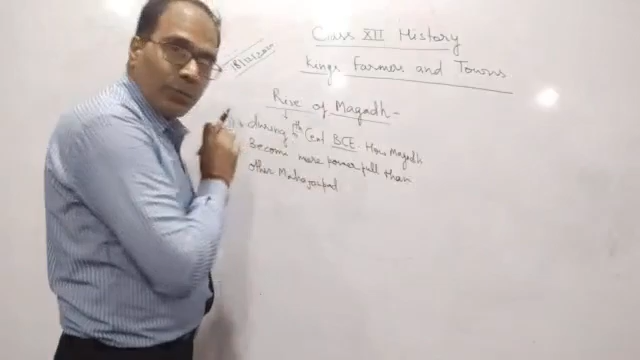 Class XII History
Kings Farmers and Towns
Rise of Magadh -
during 6th Cent BCE. How Magadh
Become more powerfull than
other Mahajanpad